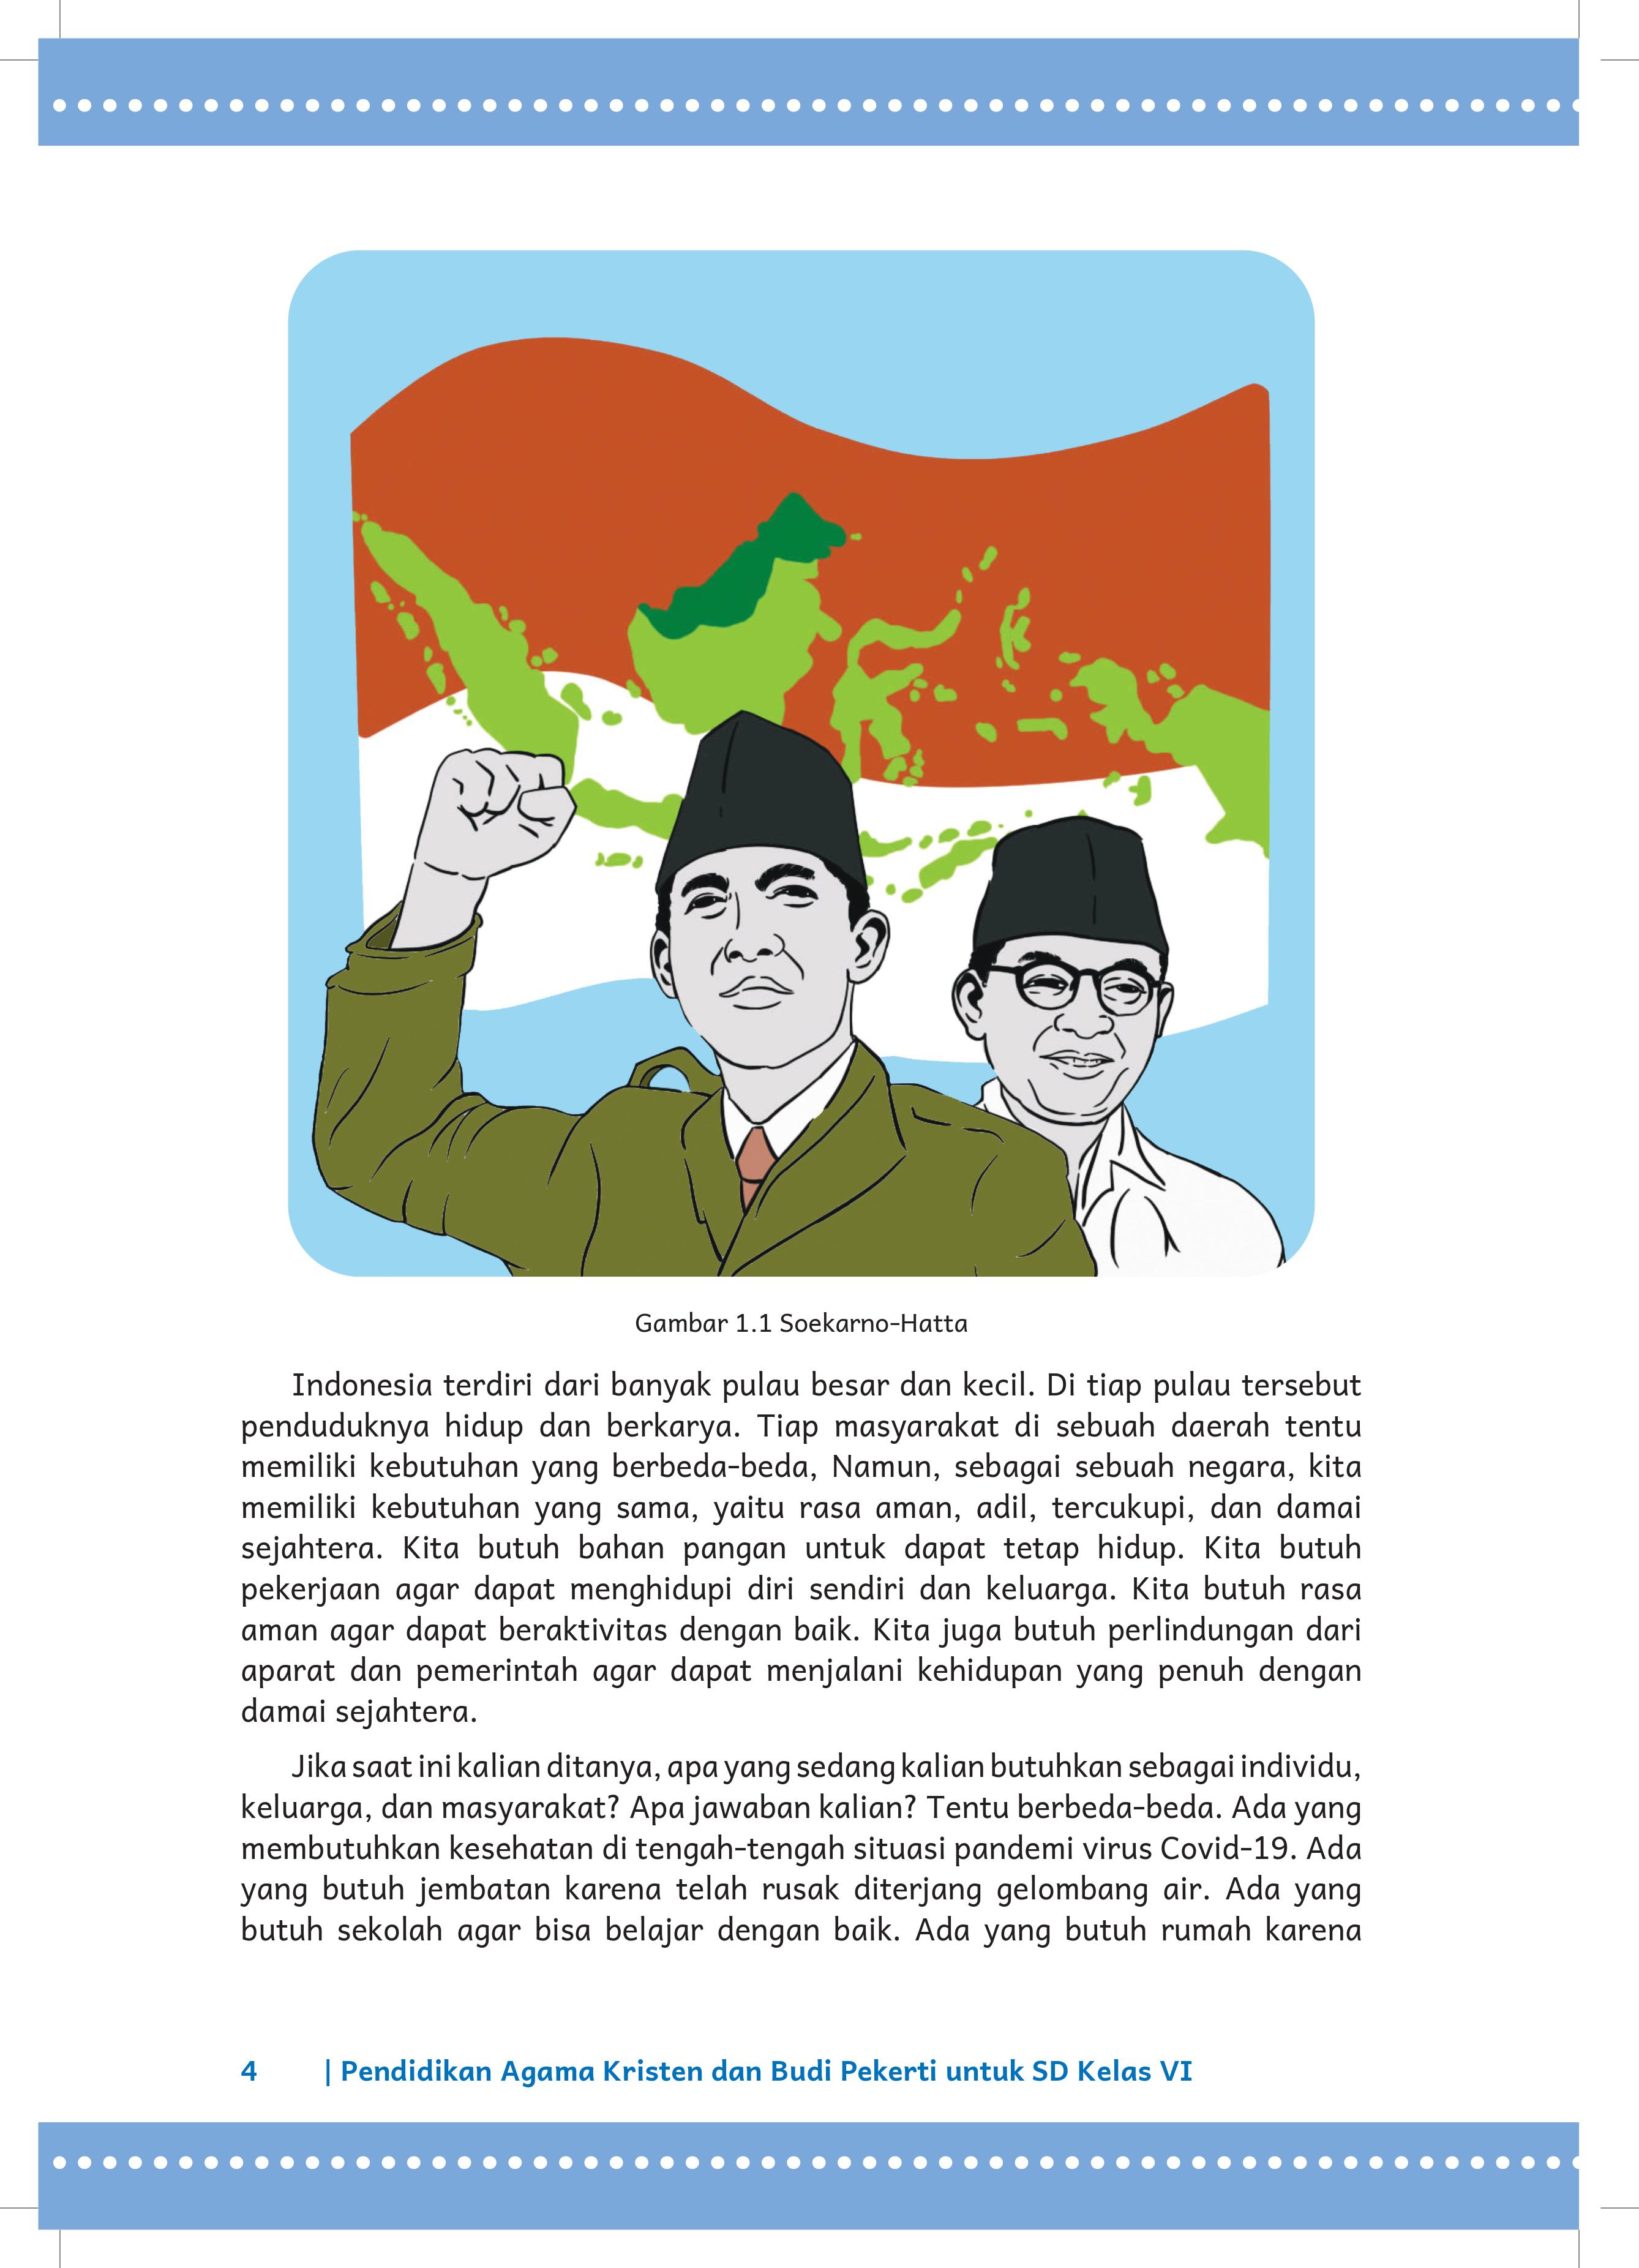 Gambar 1.1 Soekarno-Hatta
Indonesia terdiri dari banyak pulau besar dan kecil. Di tiap pulau tersebut
penduduknya hidup dan berkarya. Tiap masyarakat di sebuah daerah tentu
memiliki kebutuhan yang berbeda-beda, Namun, sebagai sebuah negara, kita
memiliki kebutuhan yang sama, yaitu rasa aman, adil, tercukupi, dan damai
sejahtera. Kita butuh bahan pangan untuk dapat tetap hidup. Kita butuh
pekerjaan agar dapat menghidupi diri sendiri dan keluarga. Kita butuh rasa
aman agar dapat beraktivitas dengan baik. Kita juga butuh perlindungan dari
aparat dan pemerintah agar dapat menjalani kehidupan yang penuh dengan
damai sejahtera.
Jika saat ini kalian ditanya, apa yang sedang kalian butuhkan sebagai individu,
keluarga, dan masyarakat? Apa jawaban kalian? Tentu berbeda-beda. Ada yang
membutuhkan kesehatan di tengah-tengah situasi pandemi virus Covid-19. Ada
yang butuh jembatan karena telah rusak diterjang gelombang air. Ada yang
butuh sekolah agar bisa belajar dengan baik. Ada yang butuh rumah karena
4 | Pendidikan Agama Kristen dan Budi Pekerti untuk SD Kelas VI